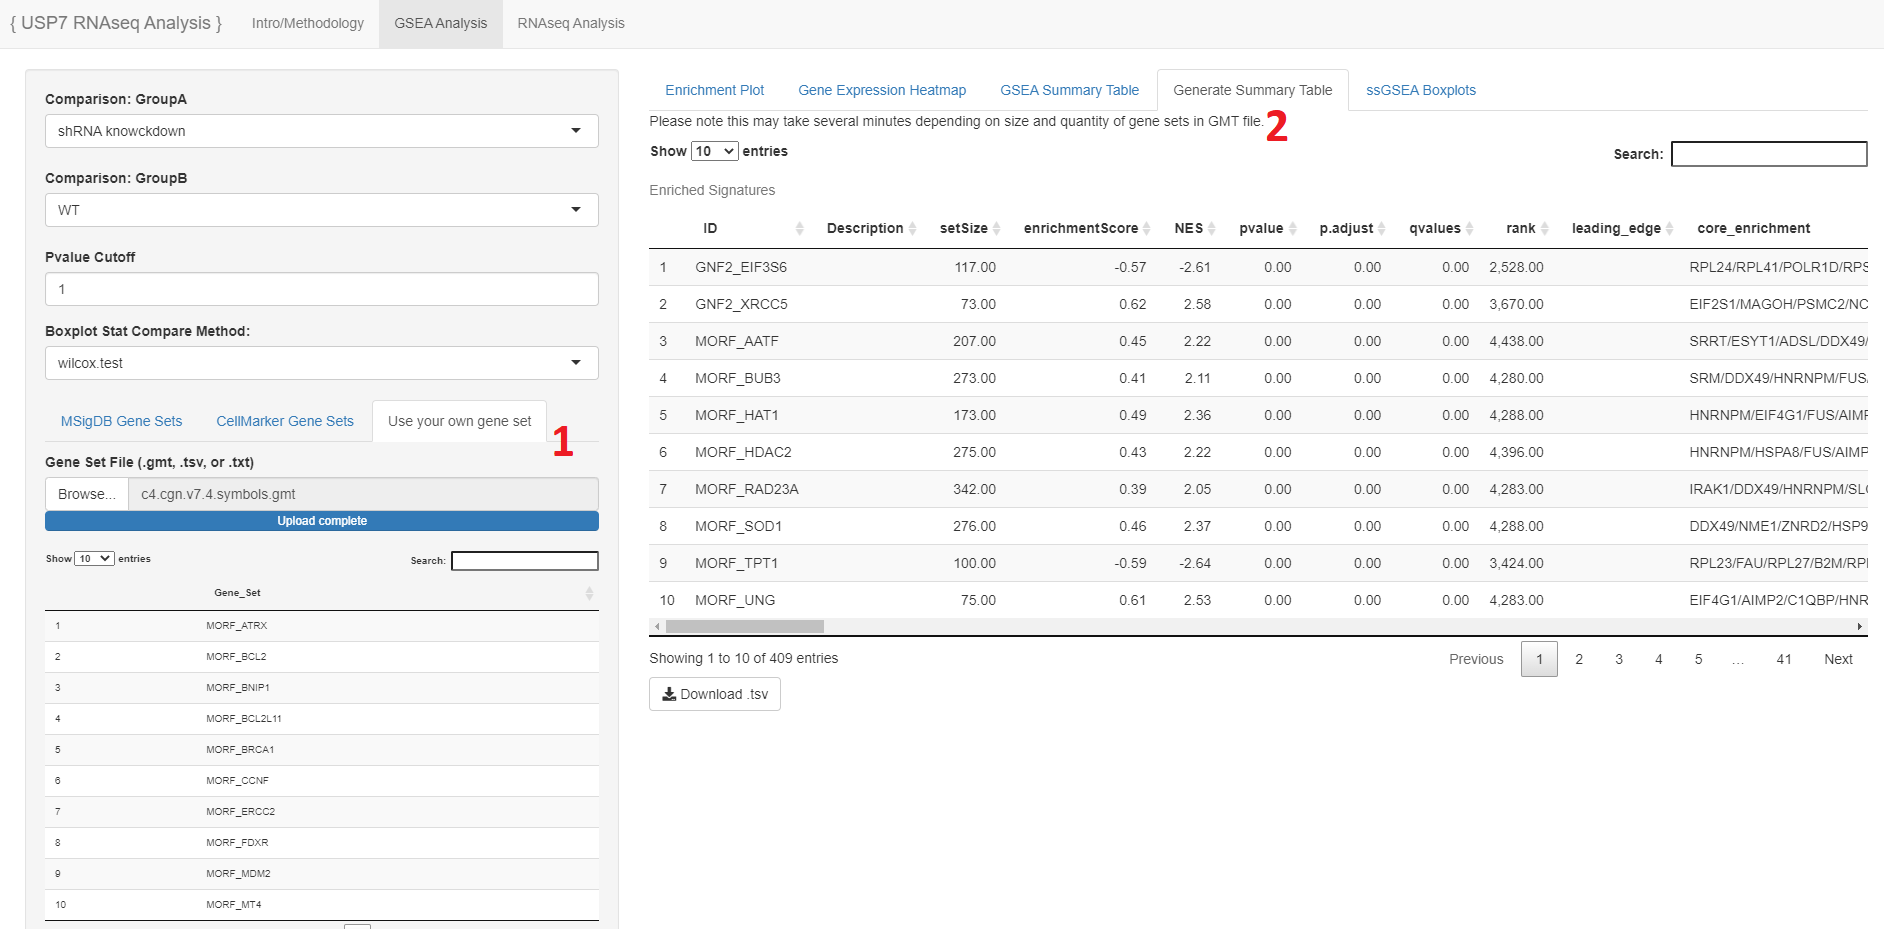 { USP7 RNAseq Analysis } Intro/Methodology GSEA Analysis RNAseq Analysis
Comparison: GroupA
shRNA knowckdown
Comparison: GroupB
WT
Pvalue Cutoff
1
Boxplot Stat Compare Method:
wilcox.test
MSigDB Gene Sets CellMarker Gene Sets Use your own gene set
1
Gene Set File (.gmt, .tsv, or .txt)
Browse... c4.cgn.v7.4.symbols.gmt
Upload complete
Show 10 entries Search:
Gene_Set
1 MORF_ATRX
2 MORF_BCL2
3 MORF_BNIP1
4 MORF_BCL2L11
5 MORF_BRCA1
6 MORF_CCNF
7 MORF_ERCC2
8 MORF_FDXR
9 MORF_MDM2
10 MORF_MT4
Enrichment Plot Gene Expression Heatmap GSEA Summary Table Generate Summary Table ssGSEA Boxplots
Please note this may take several minutes depending on size and quantity of gene sets in GMT file.
2
Show 10 entries Search:
Enriched Signatures
ID Description setSize enrichmentScore NES pvalue p.adjust qvalues rank leading_edge core_enrichment
1 GNF2_EIF3S6 117.00 -0.57 -2.61 0.00 0.00 0.00 2,528.00 RPL24/RPL41/POLR1D/RPS
2 GNF2_XRCC5 73.00 0.62 2.58 0.00 0.00 0.00 3,670.00 EIF2S1/MAGOH/PSMC2/NC
3 MORF_AATF 207.00 0.45 2.22 0.00 0.00 0.00 4,438.00 SRRT/ESYT1/ADSL/DDX49/
4 MORF_BUB3 273.00 0.41 2.11 0.00 0.00 0.00 4,280.00 SRM/DDX49/HNRNPM/FUS/
5 MORF_HAT1 173.00 0.49 2.36 0.00 0.00 0.00 4,288.00 HNRNPM/EIF4G1/FUS/AIMP
6 MORF_HDAC2 275.00 0.43 2.22 0.00 0.00 0.00 4,396.00 HNRNPM/HSPA8/FUS/AIMP
7 MORF_RAD23A 342.00 0.39 2.05 0.00 0.00 0.00 4,283.00 IRAK1/DDX49/HNRNPM/SLC
8 MORF_SOD1 276.00 0.46 2.37 0.00 0.00 0.00 4,288.00 DDX49/NME1/ZNRD2/HSP9
9 MORF_TPT1 100.00 -0.59 -2.64 0.00 0.00 0.00 3,424.00 RPL23/FAU/RPL27/B2M/RPI
10 MORF_UNG 75.00 0.61 2.53 0.00 0.00 0.00 4,283.00 EIF4G1/AIMP2/C1QBP/HNR
Showing 1 to 10 of 409 entries Previous 1 2 3 4 5 … 41 Next
Download .tsv